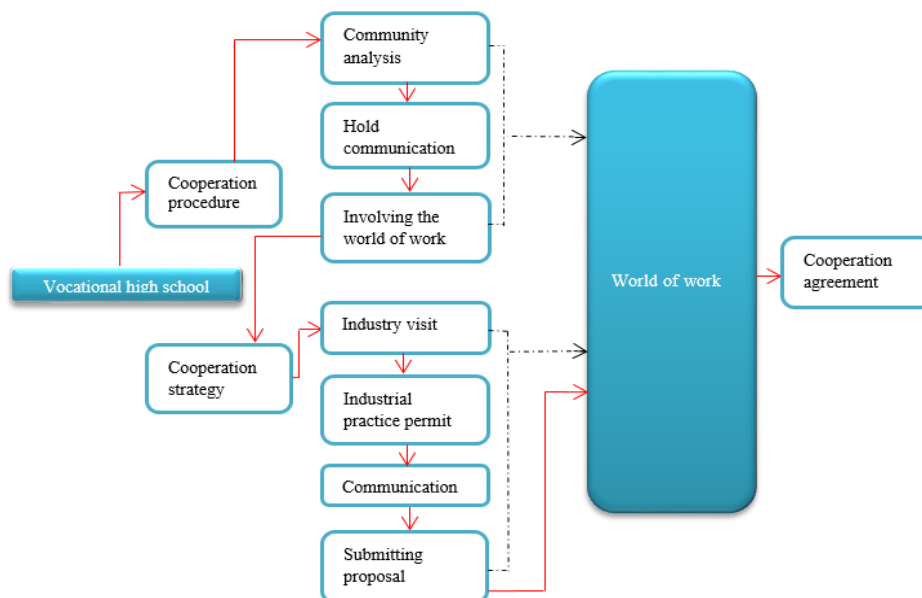 Community
analysis
Hold
communication
Cooperation
procedure
Involving the
world of work
Vocational high school
World of work
Cooperation
agreement
Industry visit
Cooperation
strategy
Industrial
practice permit
Communication
Submitting
proposal